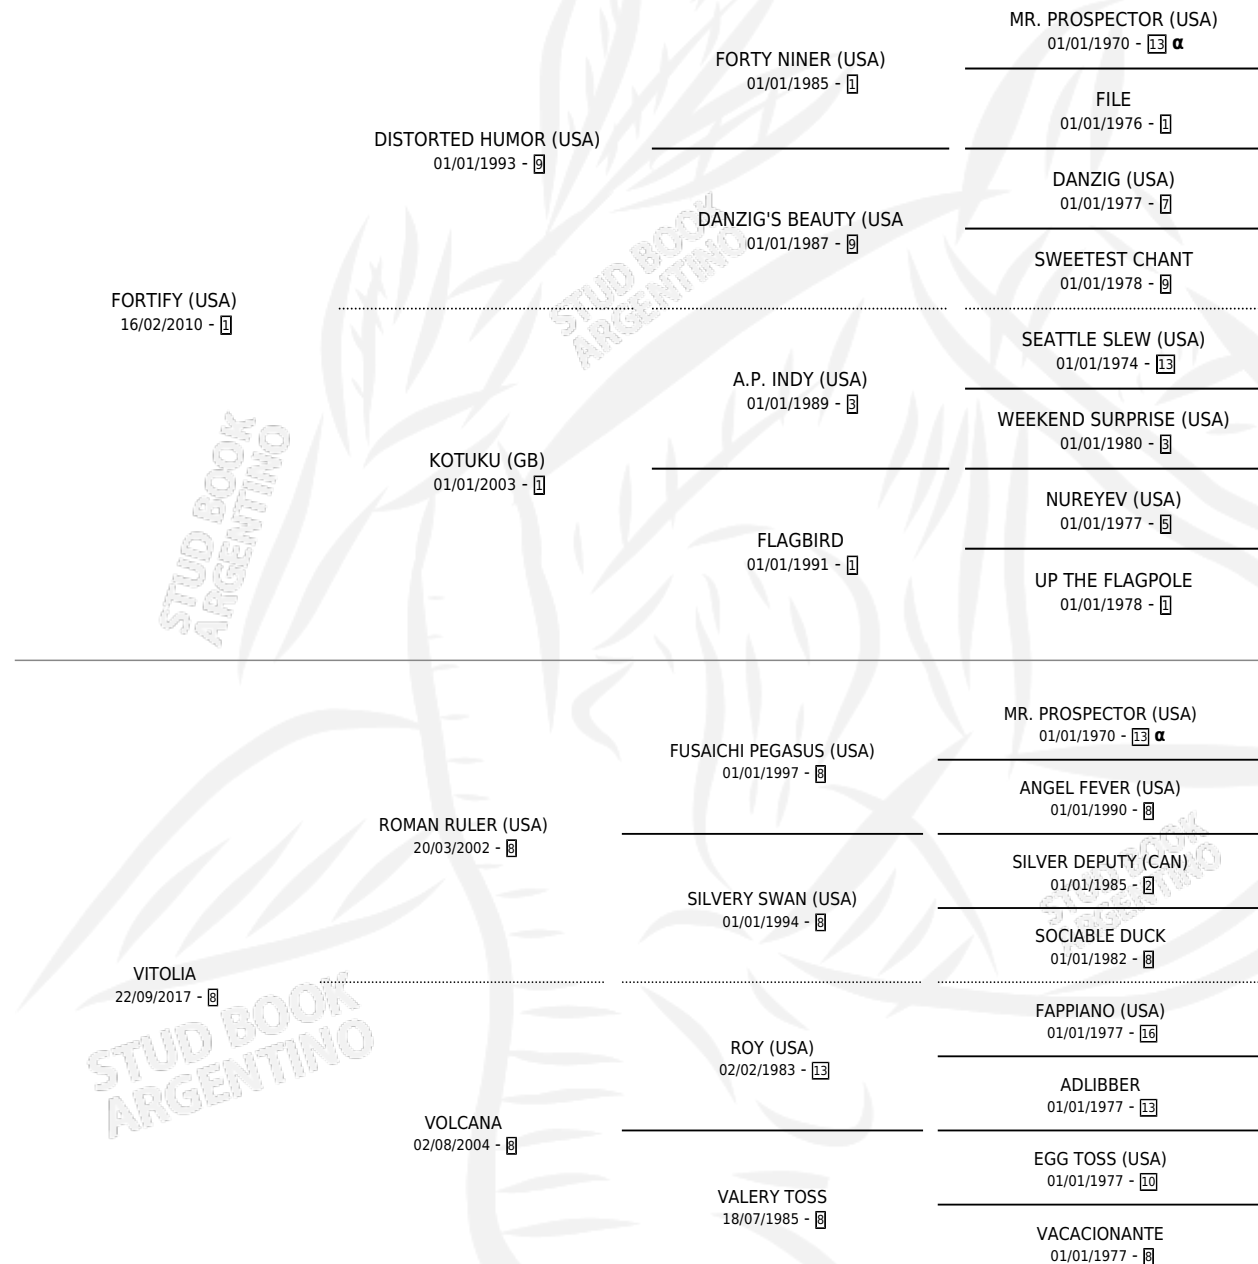 MR. PROSPECTOR (USA)
01/01/1970 - 13 α
FORTY NINER (USA)
01/01/1985 - 1
FILE
01/01/1976 - 1
DISTORTED HUMOR (USA)
01/01/1993 - 9
DANZIG (USA)
01/01/1977 - 7
DANZIG'S BEAUTY (USA
01/01/1987 - 9
SWEETEST CHANT
01/01/1978 - 9
STUD BOOK
ARGENTINO
FORTIFY (USA)
16/02/2010 - 1
SEATTLE SLEW (USA)
01/01/1974 - 13
A.P. INDY (USA)
01/01/1989 - 3
WEEKEND SURPRISE (USA)
01/01/1980 - 3
KOTUKU (GB)
01/01/2003 - 1
NUREYEV (USA)
01/01/1977 - 5
FLAGBIRD
01/01/1991 - 1
UP THE FLAGPOLE
01/01/1978 - 1
STUD BOOK
ARGENTINO
MR. PROSPECTOR (USA)
01/01/1970 - 13 α
FUSAICHI PEGASUS (USA)
01/01/1997 - 8
ANGEL FEVER (USA)
01/01/1990 - 8
ROMAN RULER (USA)
20/03/2002 - 8
SILVER DEPUTY (CAN)
01/01/1985 - 2
SILVERY SWAN (USA)
01/01/1994 - 8
SOCIABLE DUCK
01/01/1982 - 8
STUD BOOK
ARGENTINO
VITOLIA
22/09/2017 - 8
FAPPIANO (USA)
01/01/1977 - 16
ROY (USA)
02/02/1983 - 13
ADLIBBER
01/01/1977 - 13
STUD BOOK
ARGENTINO
VOLCANA
02/08/2004 - 8
EGG TOSS (USA)
01/01/1977 - 10
VALERY TOSS
18/07/1985 - 8
VACACIONANTE
01/01/1977 - 8